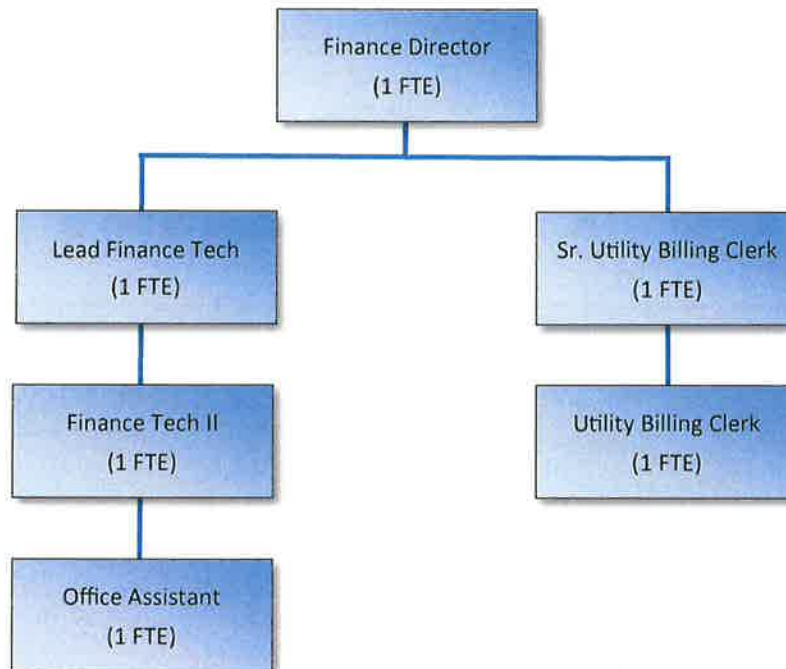 Finance Director
(1 FTE)
Lead Finance Tech
(1 FTE)
Sr. Utility Billing Clerk
(1 FTE)
Finance Tech II
(1 FTE)
Utility Billing Clerk
(1 FTE)
Office Assistant
(1 FTE)